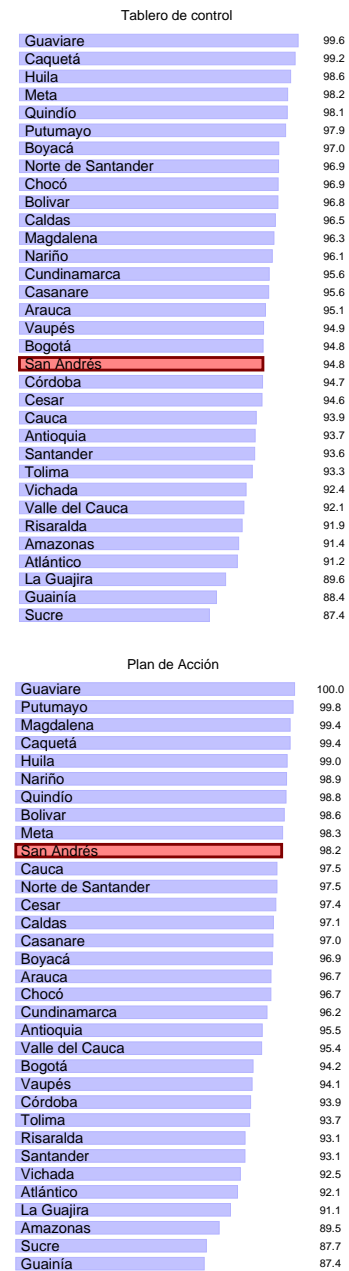 Tablero de control
Guaviare 99.6
Caquetá 99.2
Huila 98.6
Meta 98.2
Quindío 98.1
Putumayo 97.9
Boyacá 97.0
Norte de Santander 96.9
Chocó 96.9
Bolivar 96.8
Caldas 96.5
Magdalena 96.3
Nariño 96.1
Cundinamarca 95.6
Casanare 95.6
Arauca 95.1
Vaupés 94.9
Bogotá 94.8
San Andrés 94.8
Córdoba 94.7
Cesar 94.6
Cauca 93.9
Antioquia 93.7
Santander 93.6
Tolima 93.3
Vichada 92.4
Valle del Cauca 92.1
Risaralda 91.9
Amazonas 91.4
Atlántico 91.2
La Guajira 89.6
Guainía 88.4
Sucre 87.4
Plan de Acción
Guaviare 100.0
Putumayo 99.8
Magdalena 99.4
Caquetá 99.4
Huila 99.0
Nariño 98.9
Quindío 98.8
Bolivar 98.6
Meta 98.3
San Andrés 98.2
Cauca 97.5
Norte de Santander 97.5
Cesar 97.4
Caldas 97.1
Casanare 97.0
Boyacá 96.9
Arauca 96.7
Chocó 96.7
Cundinamarca 96.2
Antioquia 95.5
Valle del Cauca 95.4
Bogotá 94.2
Vaupés 94.1
Córdoba 93.9
Tolima 93.7
Risaralda 93.1
Santander 93.1
Vichada 92.5
Atlántico 92.1
La Guajira 91.1
Amazonas 89.5
Sucre 87.7
Guainía 87.4